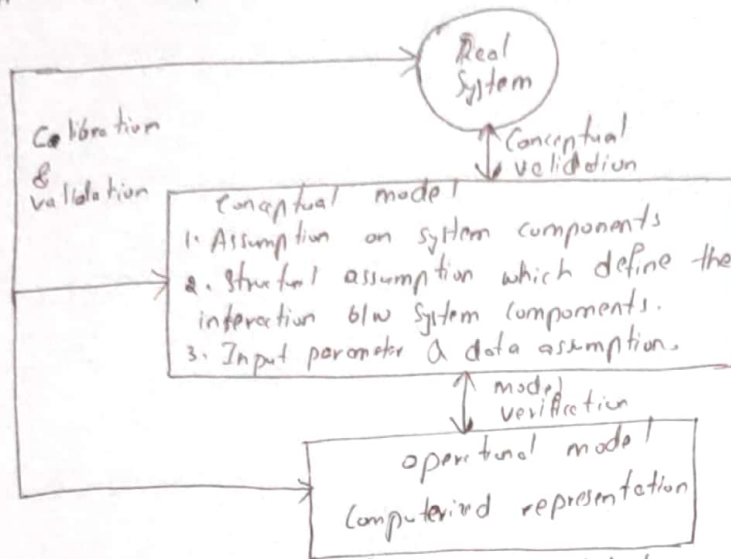 Real
System
Calibration
&
validation
Conceptual
validation
Conceptual model
1. Assumption on system components
2. Structul assumption which define the
interaction b/w system components.
3. Input parameter & data assumption.
model
verification
operational model
Computerized representation